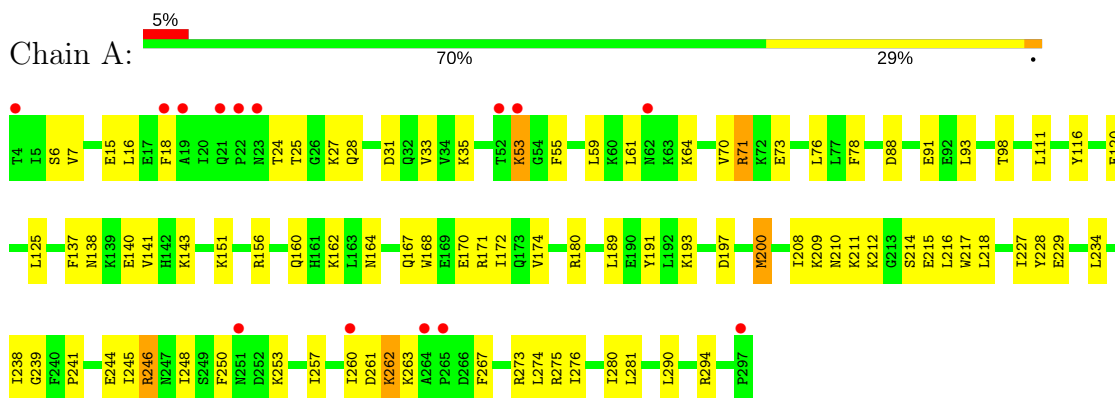 5%
Chain A:
70% 29% •
T4 I5 S6 V7 E15 L16 E17 F18 A19 I20 Q21 P22 N23 T24 T25 G26 K27 Q28 D31 Q32 V33 V34 K35 T52 K53 G54 F55 L59 K60 L61 N62 K63 K64 V70 R71 K72 E73 L76 L77 F78 D88 E91 E92 L93 T98 L111 Y116
L125 F137 N138 K139 E140 V141 H142 K143 K151 R156 Q160 H161 K162 L163 N164 Q167 W168 E169 E170 R171 I172 Q173 V174 R180 L189 E190 Y191 L192 K193 D197 M200 I208 K209 N210 K211 K212 G213 S214 E215 L216 W217 L218 I227 Y228 E229 L234
I238 G239 F240 P241 E244 I245 R246 N247 I248 S249 F250 N251 D252 K253 I257 I260 D261 K262 K263 A264 P265 D266 F267 R273 L274 R275 I276 I280 L281 L290 R294 P297